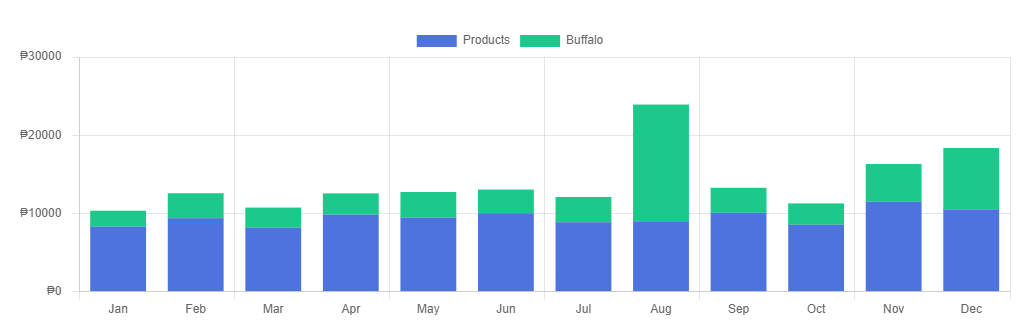 Products Buffalo
₱30000
₱20000
₱10000
₱0
Jan Feb Mar Apr May Jun Jul Aug Sep Oct Nov Dec